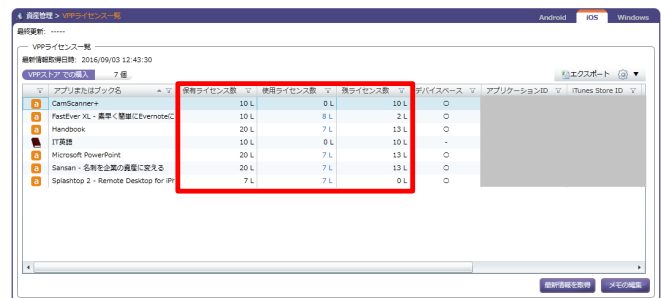 資産管理 > VPPライセンス一覧
Android iOS Windows
最終更新: -----
VPPライセンス一覧
最新情報取得日時: 2016/09/03 12:43:30
VPPストア での購入 7 個
エクスポート
アプリまたはブック名 保有ライセンス数 使用ライセンス数 残ライセンス数 デバイスベース アプリケーションID iTunes Store ID
a CamScanner+ 10 L 0 L 10 L ○
a FastEver XL - 素早く簡単にEvernoteに 10 L 8 L 2 L ○
a Handbook 20 L 7 L 13 L ○
IT英語 10 L 0 L 10 L -
a Microsoft PowerPoint 20 L 7 L 13 L ○
a Sansan - 名刺を企業の資産に変える 20 L 7 L 13 L ○
a Splashtop 2 - Remote Desktop for iPh 7 L 7 L 0 L ○
最新情報を取得 メモの編集